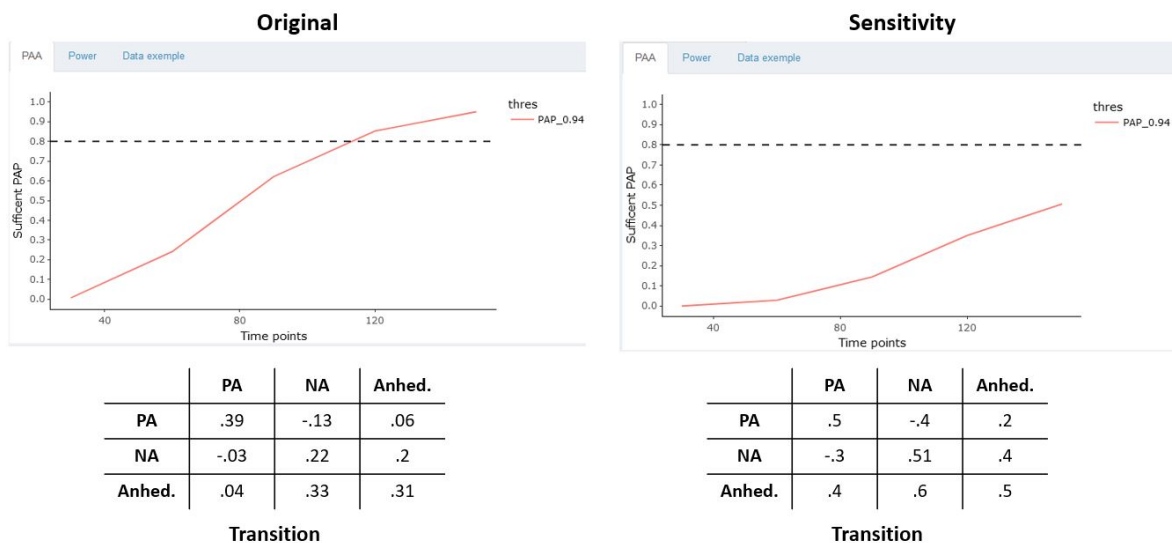 Original
PAA Power Data exemple
thres
PAP_0.94
1.0
0.9
0.8
0.7
0.6
0.5
0.4
0.3
0.2
0.1
0.0
Sufficent PAP
40 80 120
Time points
PA NA Anhed.
PA .39 -.13 .06
NA -.03 .22 .2
Anhed. .04 .33 .31
Transition
Sensitivity
PAA Power Data exemple
thres
PAP_0.94
1.0
0.9
0.8
0.7
0.6
0.5
0.4
0.3
0.2
0.1
0.0
Sufficent PAP
40 80 120
Time points
PA NA Anhed.
PA .5 -.4 .2
NA -.3 .51 .4
Anhed. .4 .6 .5
Transition